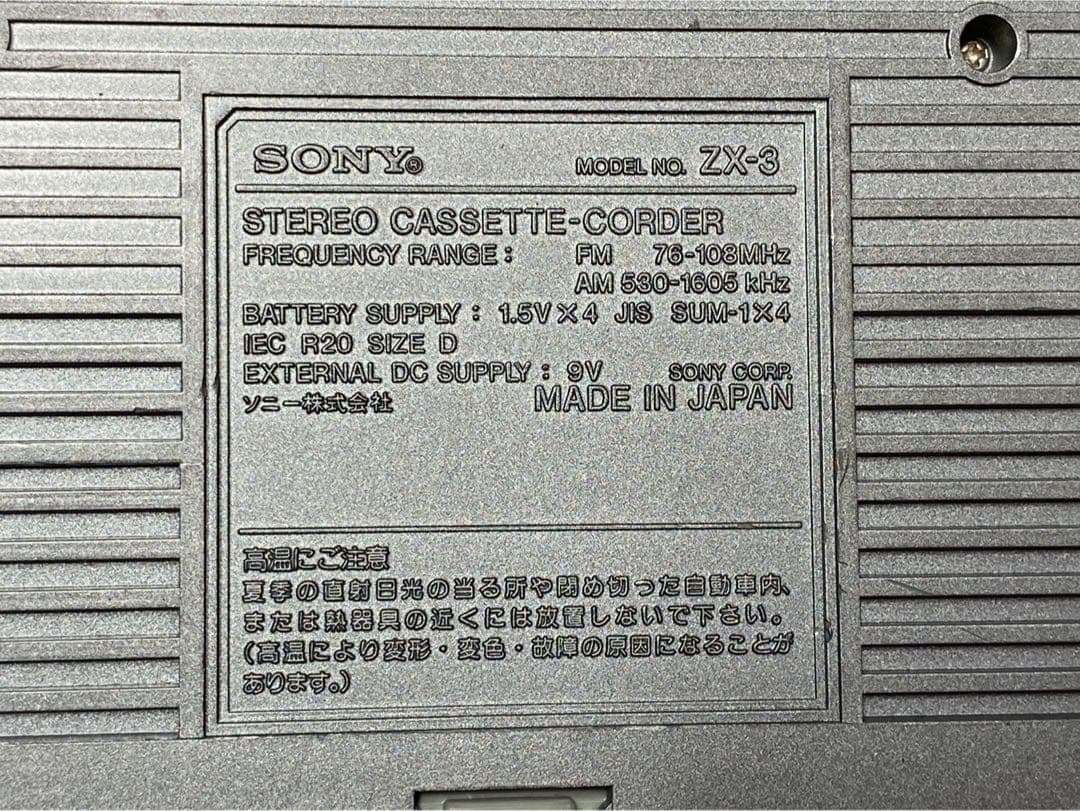 SONY® MODEL NO. ZX-3
STEREO CASSETTE-CORDER
FREQUENCY RANGE : FM 76-108MHz
AM 530-1605 kHz
BATTERY SUPPLY : 1.5V×4 JIS SUM-1×4
IEC R20 SIZE D
EXTERNAL DC SUPPLY : 9V SONY CORP.
ソニー株式会社 MADE IN JAPAN
高温にご注意
夏季の直射日光の当る所や閉め切った自動車内、
または熱器具の近くには放置しないで下さい。
(高温により変形・変色・故障の原因になることが
あります。)